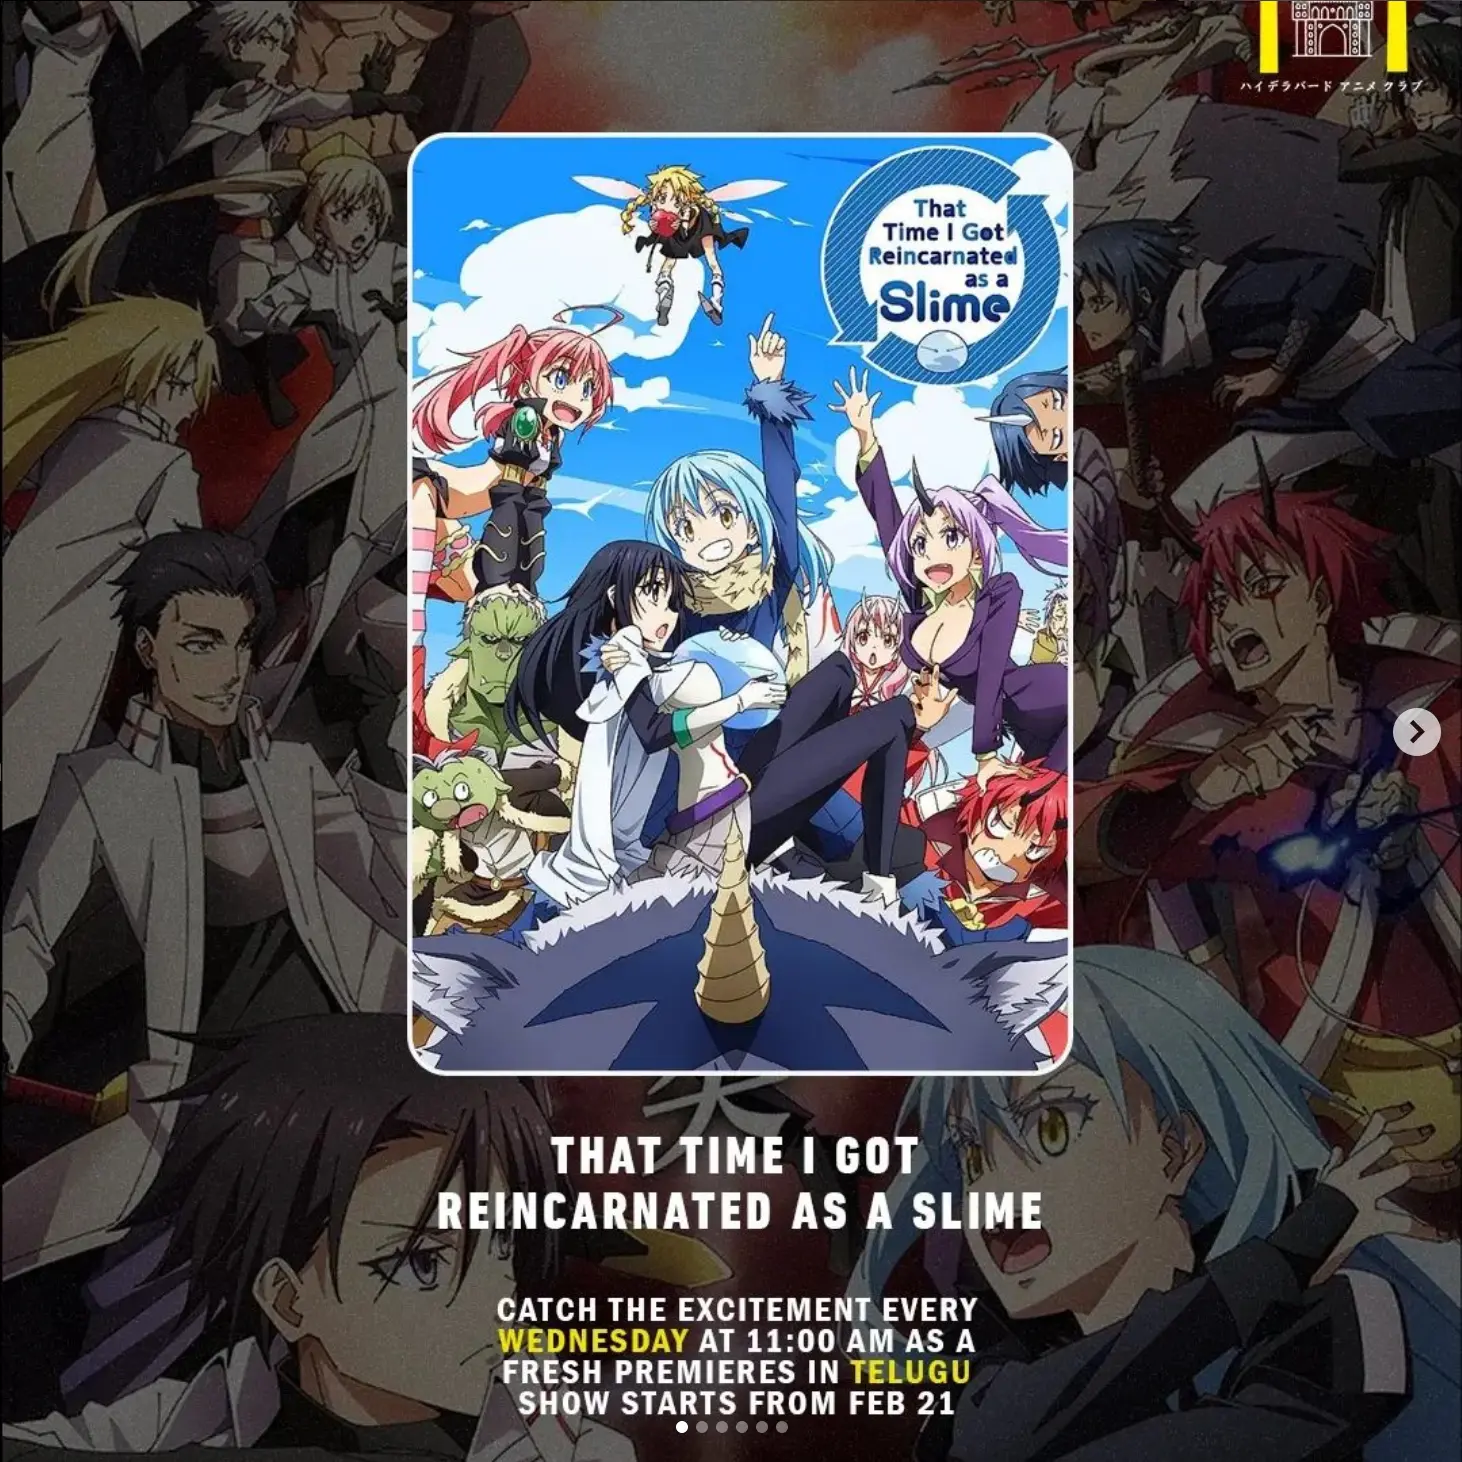 ハイデラバード アニメ クラブ
That
Time I Got
Reincarnated
as a
Slime
THAT TIME I GOT
REINCARNATED AS A SLIME
CATCH THE EXCITEMENT EVERY
WEDNESDAY AT 11:00 AM AS A
FRESH PREMIERES IN TELUGU
SHOW STARTS FROM FEB 21